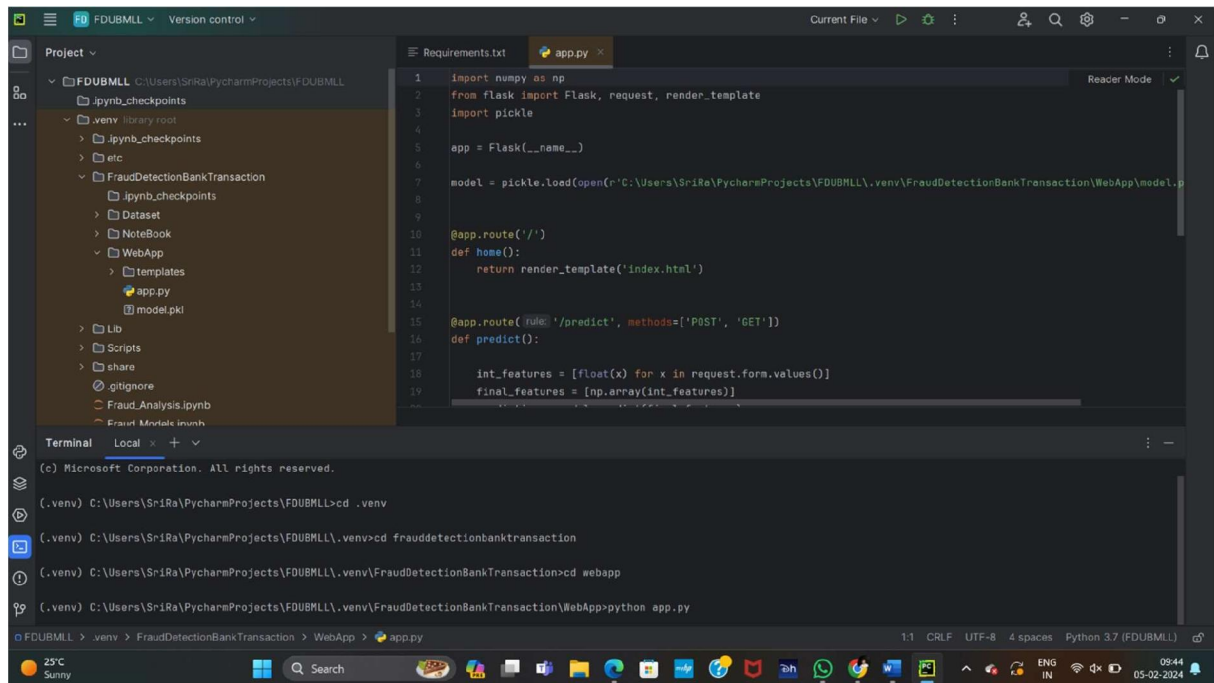 FD FDUBMLL Version control Current File
Project
Requirements.txt app.py
FDUBMLL C:\Users\SriRa\PycharmProjects\FDUBMLL
.ipynb_checkpoints
.venv library root
.ipynb_checkpoints
etc
FraudDetectionBankTransaction
.ipynb_checkpoints
Dataset
NoteBook
WebApp
templates
app.py
model.pkl
Lib
Scripts
share
.gitignore
Fraud_Analysis.ipynb
Fraud_Models.ipynb
Reader Mode
1 import numpy as np
2 from flask import Flask, request, render_template
3 import pickle
4
5 app = Flask(__name__)
6
7 model = pickle.load(open(r'C:\Users\SriRa\PycharmProjects\FDUBMLL\.venv\FraudDetectionBankTransaction\WebApp\model.p
8
9
10 @app.route('/')
11 def home():
12 return render_template('index.html')
13
14
15 @app.route( rule: '/predict', methods=['POST', 'GET'])
16 def predict():
17
18 int_features = [float(x) for x in request.form.values()]
19 final_features = [np.array(int_features)]
Terminal Local
(c) Microsoft Corporation. All rights reserved.
(.venv) C:\Users\SriRa\PycharmProjects\FDUBMLL>cd .venv
(.venv) C:\Users\SriRa\PycharmProjects\FDUBMLL\.venv>cd frauddetectionbanktransaction
(.venv) C:\Users\SriRa\PycharmProjects\FDUBMLL\.venv\FraudDetectionBankTransaction>cd webapp
(.venv) C:\Users\SriRa\PycharmProjects\FDUBMLL\.venv\FraudDetectionBankTransaction\WebApp>python app.py
FDUBMLL > .venv > FraudDetectionBankTransaction > WebApp > app.py 1:1 CRLF UTF-8 4 spaces Python 3.7 (FDUBMLL)
25°C
Sunny
Search
ENG
IN
09:44
05-02-2024